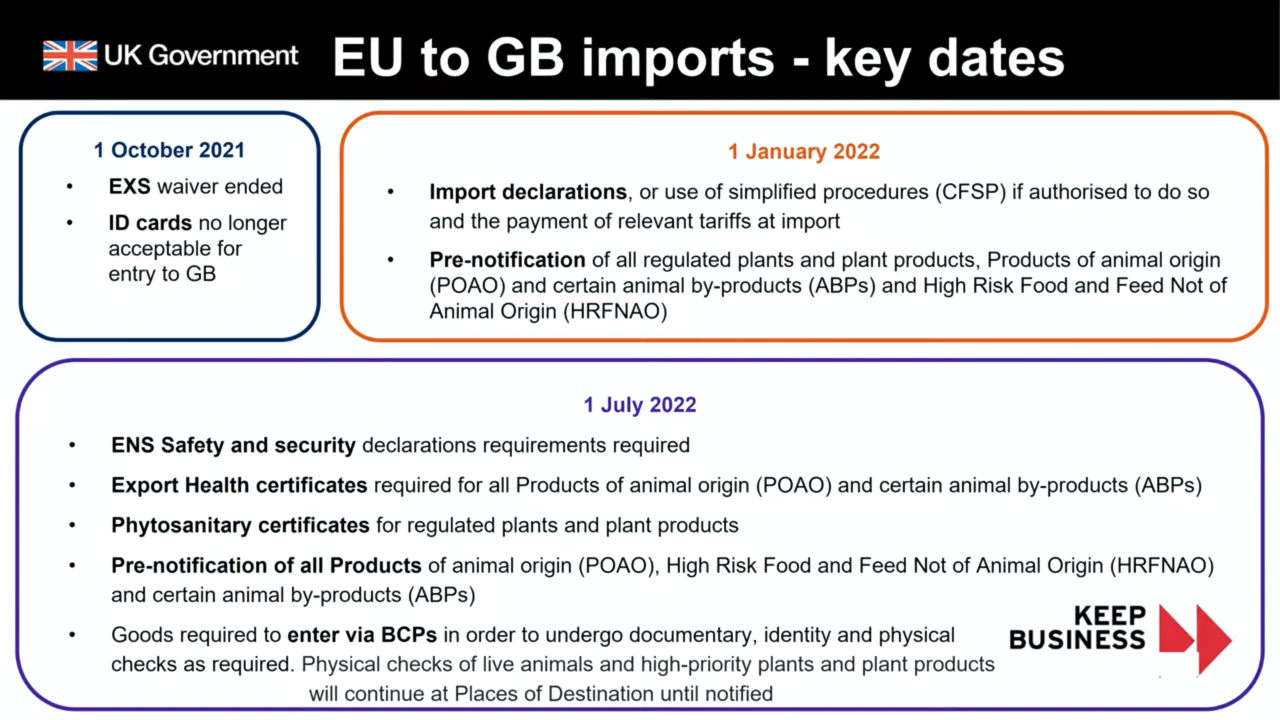 UK Government
EU to GB imports - key dates
1 October 2021
• EXS waiver ended
• ID cards no longer
acceptable for
entry to GB
1 January 2022
• Import declarations, or use of simplified procedures (CFSP) if authorised to do so
and the payment of relevant tariffs at import
• Pre-notification of all regulated plants and plant products, Products of animal origin
(POAO) and certain animal by-products (ABPs) and High Risk Food and Feed Not of
Animal Origin (HRFNAO)
1 July 2022
• ENS Safety and security declarations requirements required
• Export Health certificates required for all Products of animal origin (POAO) and certain animal by-products (ABPs)
• Phytosanitary certificates for regulated plants and plant products
• Pre-notification of all Products of animal origin (POAO), High Risk Food and Feed Not of Animal Origin (HRFNAO)
and certain animal by-products (ABPs)
• Goods required to enter via BCPs in order to undergo documentary, identity and physical
checks as required. Physical checks of live animals and high-priority plants and plant products
will continue at Places of Destination until notified
KEEP
BUSINESS